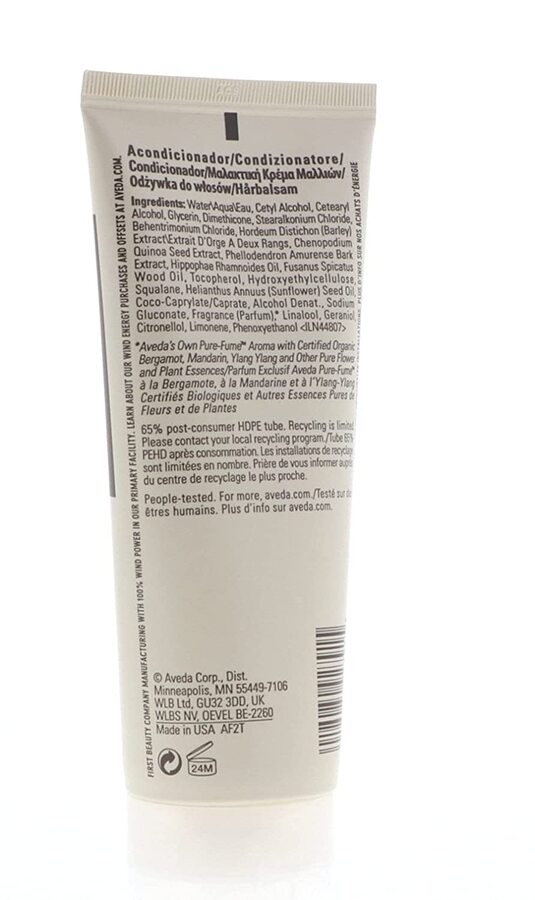 Acondicionador/Condizionatore/
Condicionador/Μαλακτική Κρέμα Μαλλιών/
Odżywka do włosów/Hårbalsam
Ingredients: Water\Aqua\Eau, Cetyl Alcohol, Cetearyl
Alcohol, Glycerin, Dimethicone, Stearalkonium Chloride,
Behentrimonium Chloride, Hordeum Distichon (Barley)
Extract\Extrait D'Orge A Deux Rangs, Chenopodium
Quinoa Seed Extract, Phellodendron Amurense Bark
Extract, Hippophae Rhamnoides Oil, Fusanus Spicatus
Wood Oil, Tocopherol, Hydroxyethylcellulose,
Squalane, Helianthus Annuus (Sunflower) Seed Oil,
Coco-Caprylate/Caprate, Alcohol Denat., Sodium
Gluconate, Fragrance (Parfum),* Linalool, Geraniol,
Citronellol, Limonene, Phenoxyethanol <ILN44807>
*Aveda's Own Pure-Fume™ Aroma with Certified Organic
Bergamot, Mandarin, Ylang Ylang and Other Pure Flower
and Plant Essences/Parfum Exclusif Aveda Pure-Fume™
à la Bergamote, à la Mandarine et à l'Ylang-Ylang
Certifiés Biologiques et Autres Essences Pures de
Fleurs et de Plantes
65% post-consumer HDPE tube. Recycling is limited.
Please contact your local recycling program./Tube 65%
PEHD après consommation. Les installations de recyclage
sont limitées en nombre. Prière de vous informer auprès
du centre de recyclage le plus proche.
People-tested. For more, aveda.com./Testé sur des
êtres humains. Plus d'info sur aveda.com.
© Aveda Corp., Dist.
Minneapolis, MN 55449-7106
WLB Ltd, GU32 3DD, UK
WLBS NV, OEVEL BE-2260
Made in USA AF2T
24M
FIRST BEAUTY COMPANY MANUFACTURING WITH 100% WIND POWER IN OUR PRIMARY FACILITY. LEARN ABOUT OUR WIND ENERGY PURCHASES AND OFFSETS AT AVEDA.COM.
INSTALLATIONS. PLUS D'INFO SUR NOS ACHATS D'ÉNERGIE